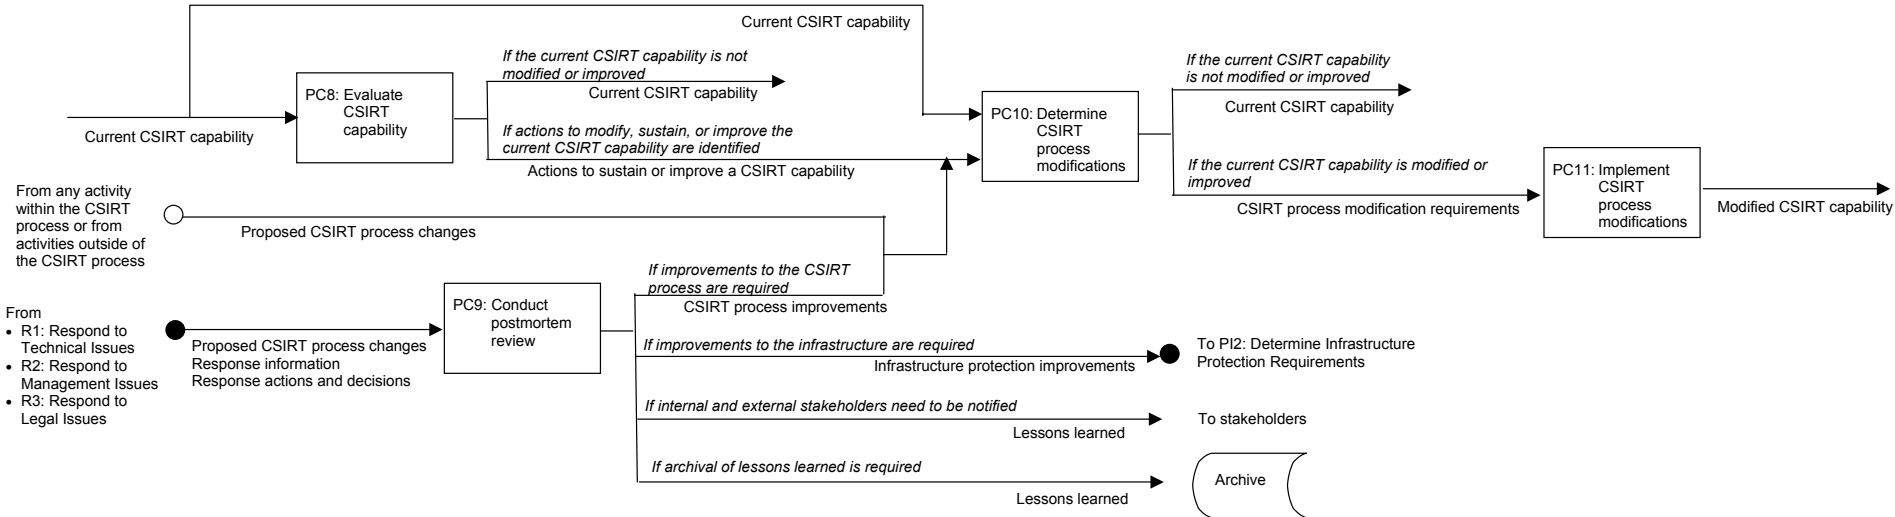 Current CSIRT capability
If the current CSIRT capability is not
modified or improved
Current CSIRT capability
PC8: Evaluate
CSIRT
capability
Current CSIRT capability
If actions to modify, sustain, or improve the
current CSIRT capability are identified
Actions to sustain or improve a CSIRT capability
PC10: Determine
CSIRT
process
modifications
If the current CSIRT capability
is not modified or improved
Current CSIRT capability
If the current CSIRT capability is modified or
improved
CSIRT process modification requirements
PC11: Implement
CSIRT
process
modifications
Modified CSIRT capability
From any activity
within the CSIRT
process or from
activities outside of
the CSIRT process
Proposed CSIRT process changes
If improvements to the CSIRT
process are required
CSIRT process improvements
From
• R1: Respond to
Technical Issues
• R2: Respond to
Management Issues
• R3: Respond to
Legal Issues
Proposed CSIRT process changes
Response information
Response actions and decisions
PC9: Conduct
postmortem
review
If improvements to the infrastructure are required
Infrastructure protection improvements
To PI2: Determine Infrastructure
Protection Requirements
If internal and external stakeholders need to be notified
Lessons learned
To stakeholders
If archival of lessons learned is required
Lessons learned
Archive